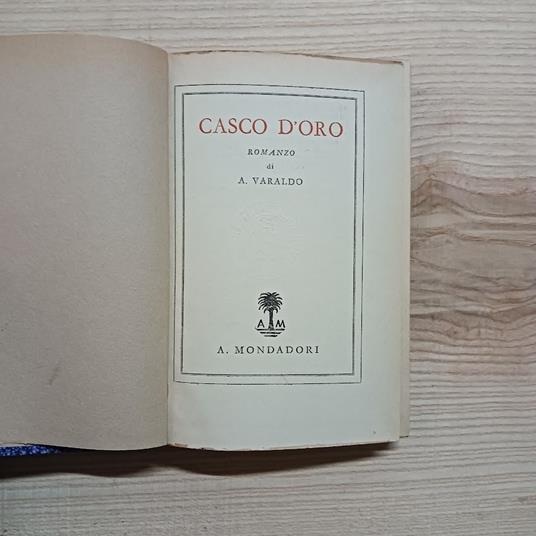 CASCO D'ORO
ROMANZO
di
A. VARALDO
A M
A. MONDADORI